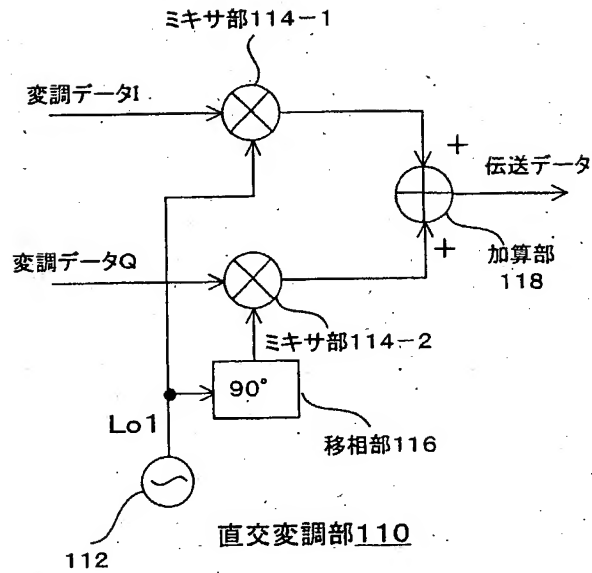 ミキサ部114-1
変調データI
+
伝送データ
加算部
118
+
変調データQ
ミキサ部114-2
90°
Lo1
移相部116
112
直交変調部110